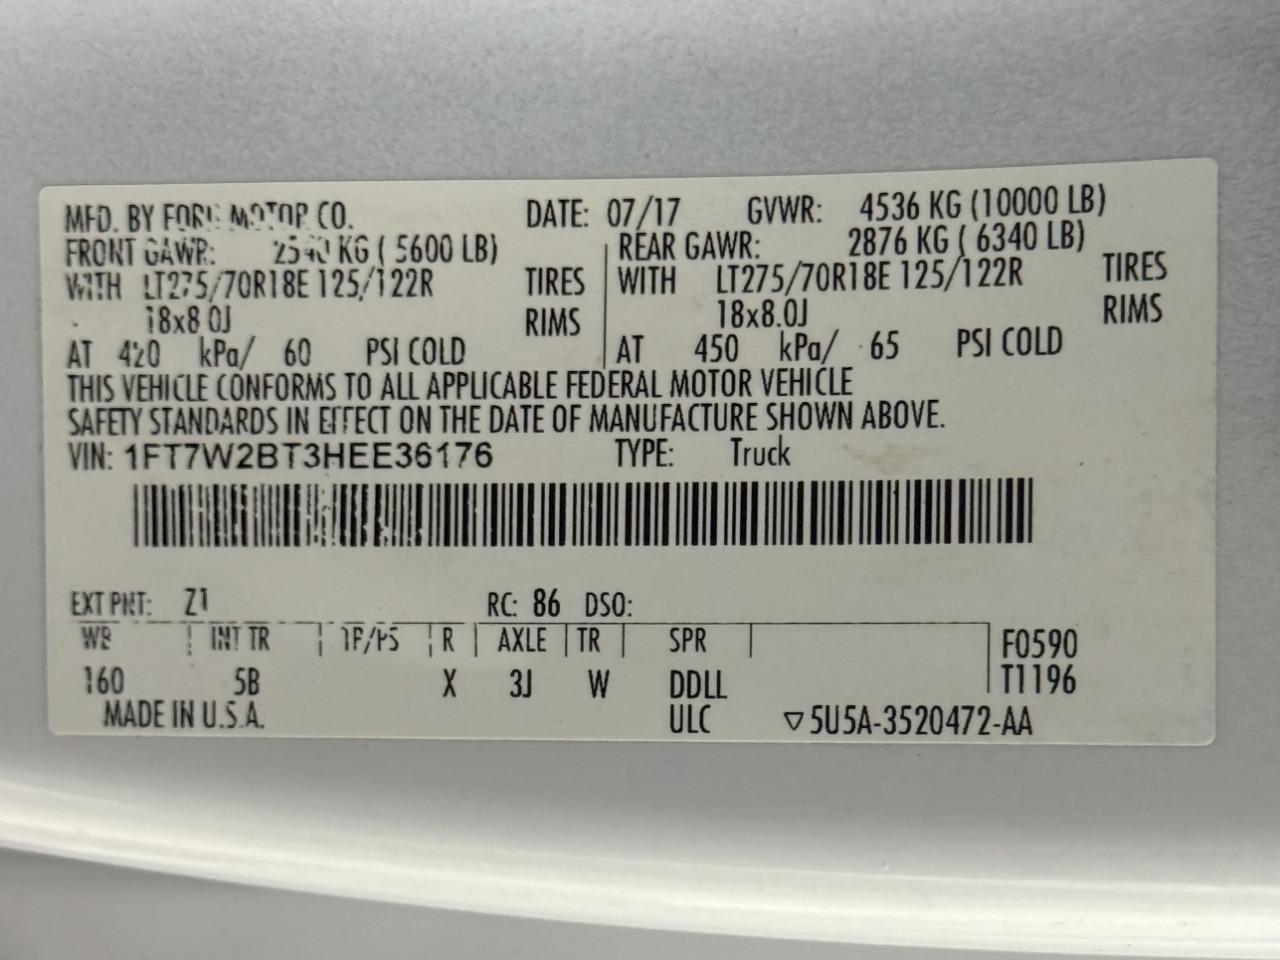 MFD. BY FORD MOTOR CO. DATE: 07/17 GVWR: 4536 KG (10000 LB)
FRONT GAWR: 2540 KG ( 5600 LB) REAR GAWR: 2876 KG ( 6340 LB)
WITH LT275/70R18E 125/122R TIRES WITH LT275/70R18E 125/122R TIRES
18x8.0J RIMS 18x8.0J RIMS
AT 420 kPa/ 60 PSI COLD AT 450 kPa/ 65 PSI COLD
THIS VEHICLE CONFORMS TO ALL APPLICABLE FEDERAL MOTOR VEHICLE
SAFETY STANDARDS IN EFFECT ON THE DATE OF MANUFACTURE SHOWN ABOVE.
VIN: 1FT7W2BT3HEE36176 TYPE: Truck
EXT PNT: Z1 RC: 86 DSO:
WB INT TR TP/PS R AXLE TR SPR F0590
160 5B X 3J W DDLL T1196
MADE IN U.S.A. ULC ▽5U5A-3520472-AA